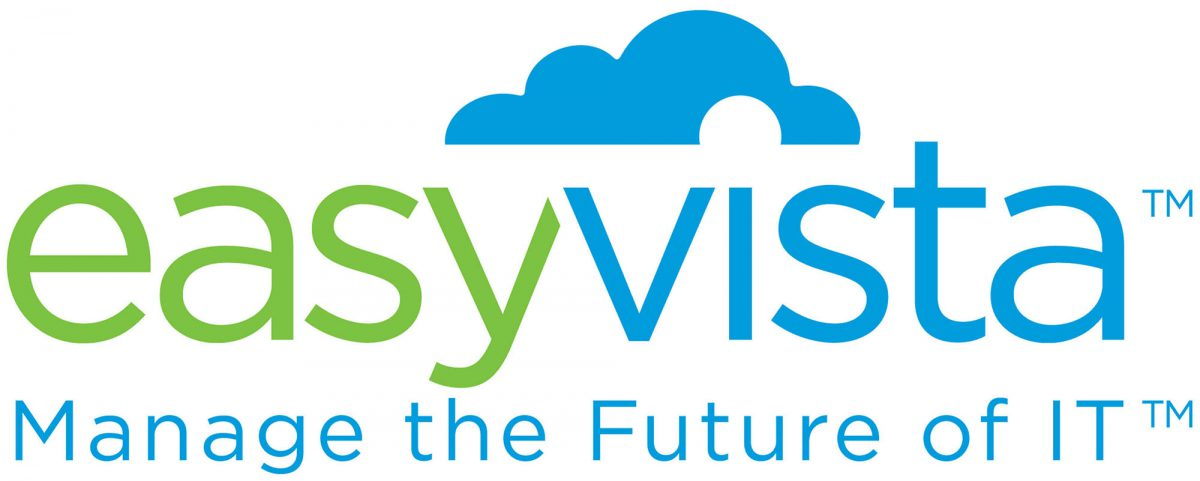 easyvista™
Manage the Future of IT™